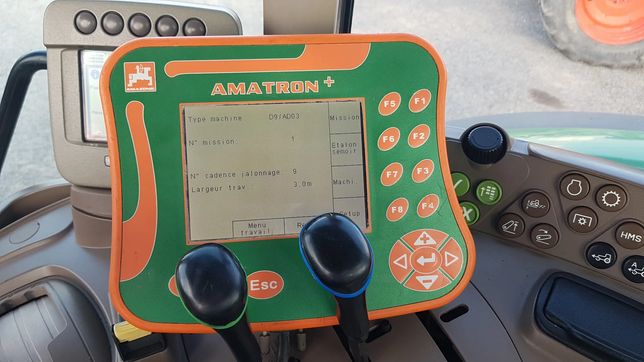 AMAZONE
AMATRON+
Type machine D9/AD03
Mission
N° mission: 1
Etalon
semoir
N° cadence jalonnage: 9
Largeur trav. 3.0m
Machi.
Menu
travail
Setup
F5 F1
F6 F2
F7 F3
F8 F4
Esc
HMS
A